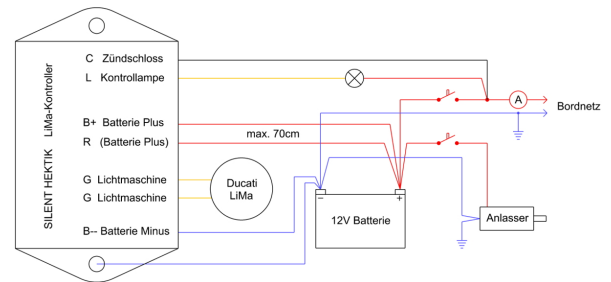 SILENT HEKTIK LiMa-Kontroller
C Zündschloss
L Kontrollampe
B+ Batterie Plus
R (Batterie Plus)
G Lichtmaschine
G Lichtmaschine
B-- Batterie Minus
max. 70cm
Ducati
LiMa
A
Bordnetz
− +
12V Batterie
Anlasser